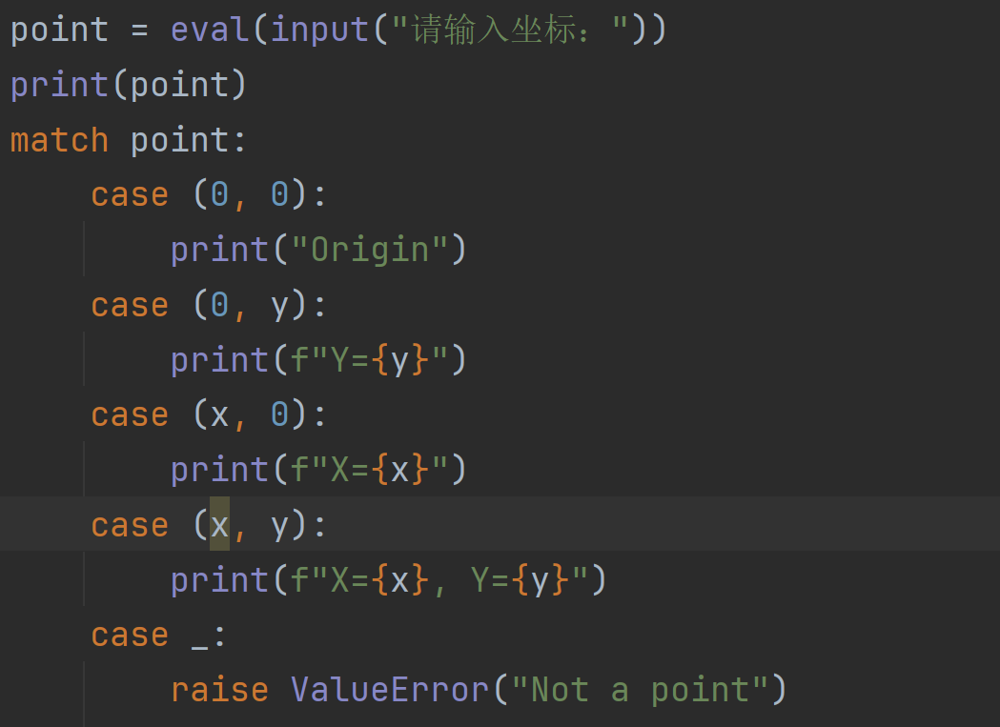 point = eval(input("请输入坐标："))
print(point)
match point:
    case (0, 0):
        print("Origin")
    case (0, y):
        print(f"Y={y}")
    case (x, 0):
        print(f"X={x}")
    case (x, y):
        print(f"X={x}, Y={y}")
    case _:
        raise ValueError("Not a point")